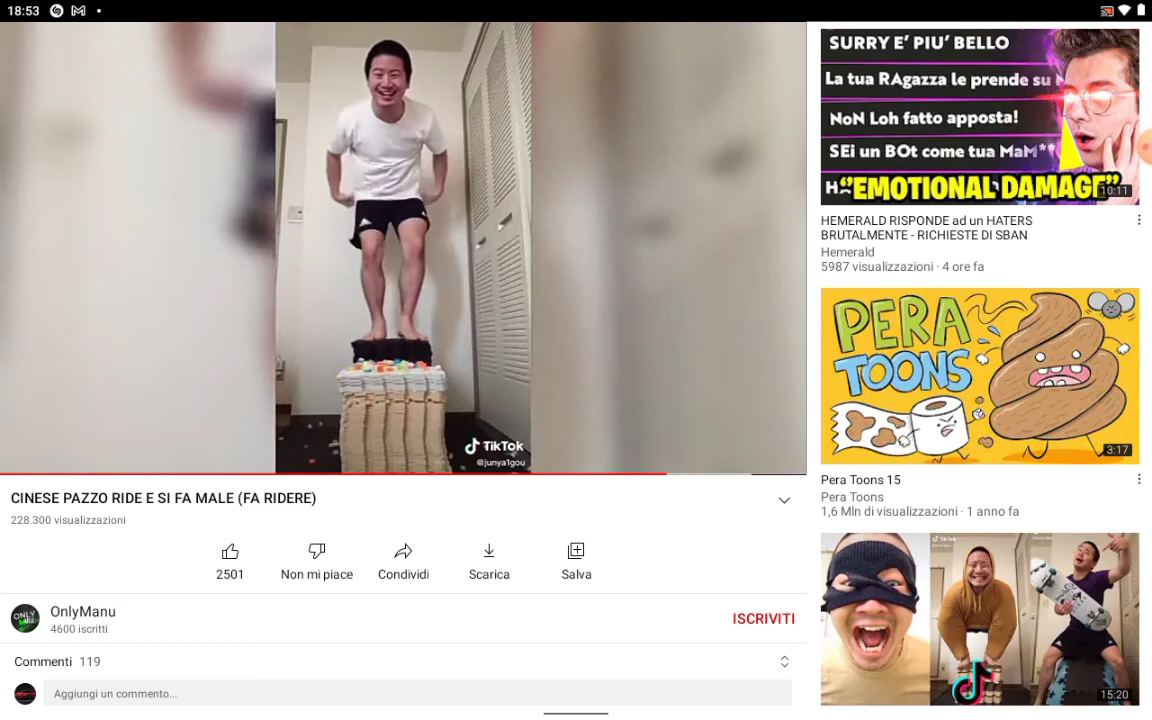 18:53
SURRY E' PIU' BELLO
La tua RAgazza le prende su
NoN Loh fatto apposta!
SEi un BOt come tua MaM**
"EMOTIONAL DAMAGE"
10:11
HEMERALD RISPONDE ad un HATERS
BRUTALMENTE - RICHIESTE DI SBAN
Hemerald
5987 visualizzazioni · 4 ore fa
PERA
TOONS
3:17
Pera Toons 15
Pera Toons
1,6 Mln di visualizzazioni · 1 anno fa
15:20
TikTok
@junya1gou
CINESE PAZZO RIDE E SI FA MALE (FA RIDERE)
228.300 visualizzazioni
2501
Non mi piace
Condividi
Scarica
Salva
ONLY
OnlyManu
4600 iscritti
ISCRIVITI
Commenti 119
Aggiungi un commento...